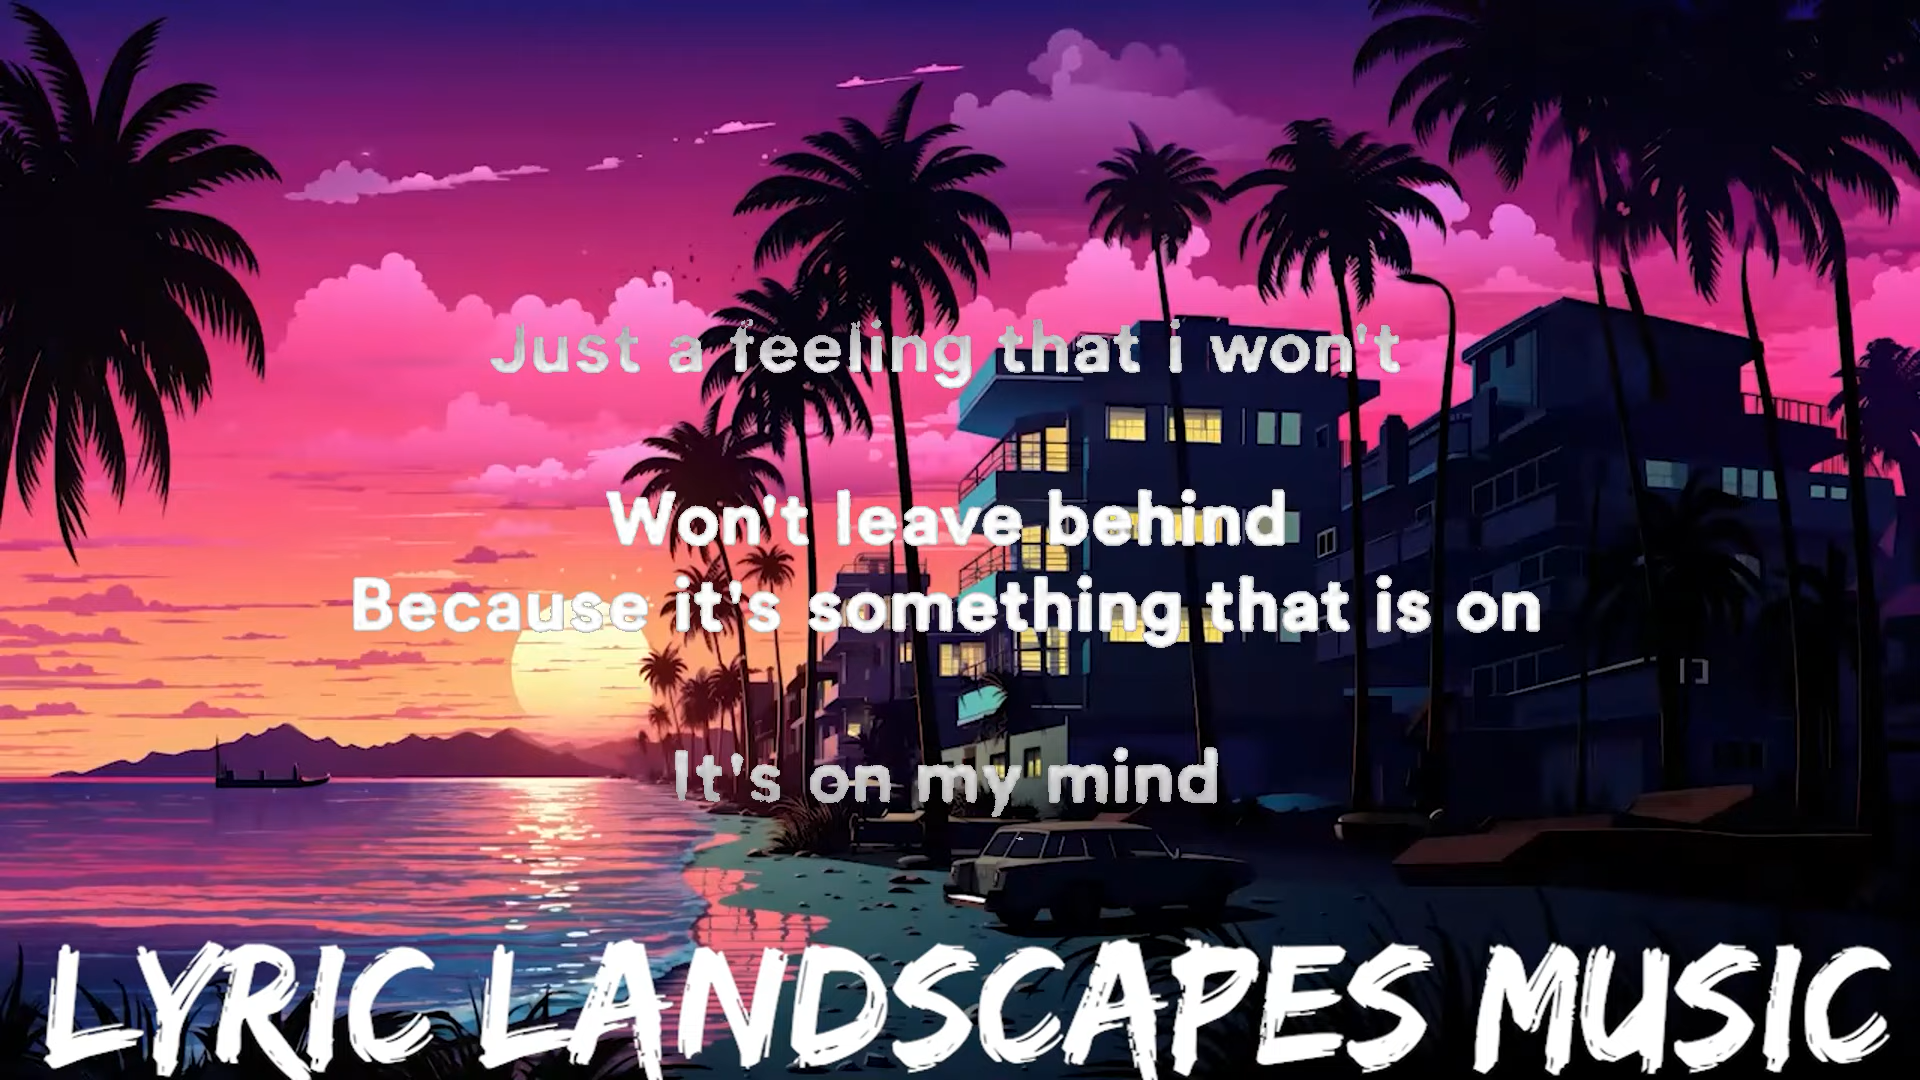 Just a feeling that i won't
Won't leave behind
Because it's something that is on
It's on my mind
LYRIC LANDSCAPES MUSIC